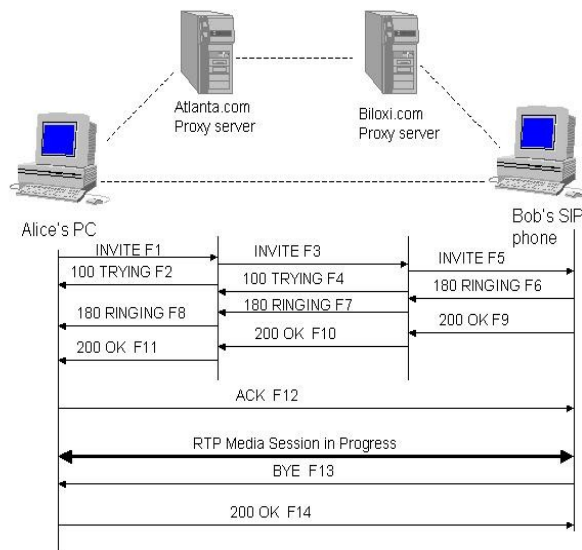 Atlanta.com
Proxy server
Biloxi.com
Proxy server
Alice's PC
Bob's SIP
phone
INVITE F1
INVITE F3
INVITE F5
100 TRYING F2
100 TRYING F4
180 RINGING F6
180 RINGING F8
180 RINGING F7
200 OK F9
200 OK F11
200 OK F10
ACK F12
RTP Media Session in Progress
BYE F13
200 OK F14